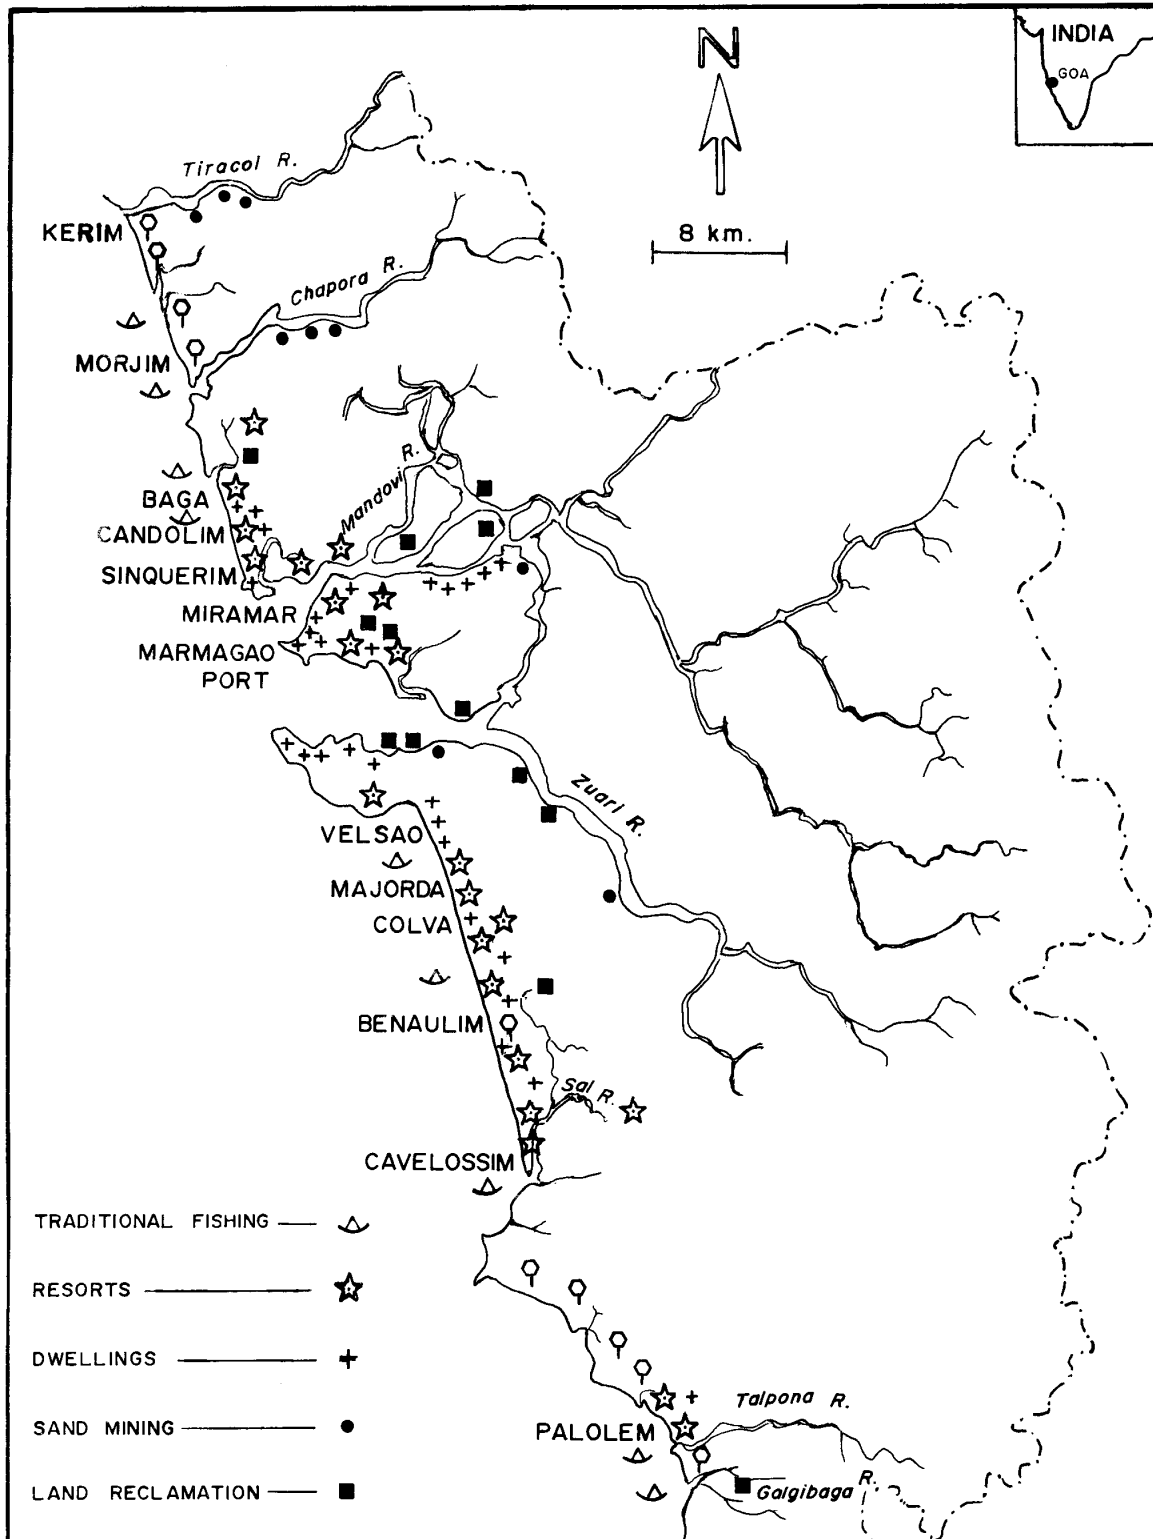 N
INDIA
GOA
Tiracol R.
8 km.
KERIM
Chapora R.
MORJIM
Mandovi R.
BAGA
CANDOLIM
SINQUERIM
MIRAMAR
MARMAGAO
PORT
Zuari R.
VELSAO
MAJORDA
COLVA
BENAULIM
Sal R.
CAVELOSSIM
TRADITIONAL FISHING
RESORTS
DWELLINGS
SAND MINING
LAND RECLAMATION
Talpona R.
PALOLEM
Galgibaga R.